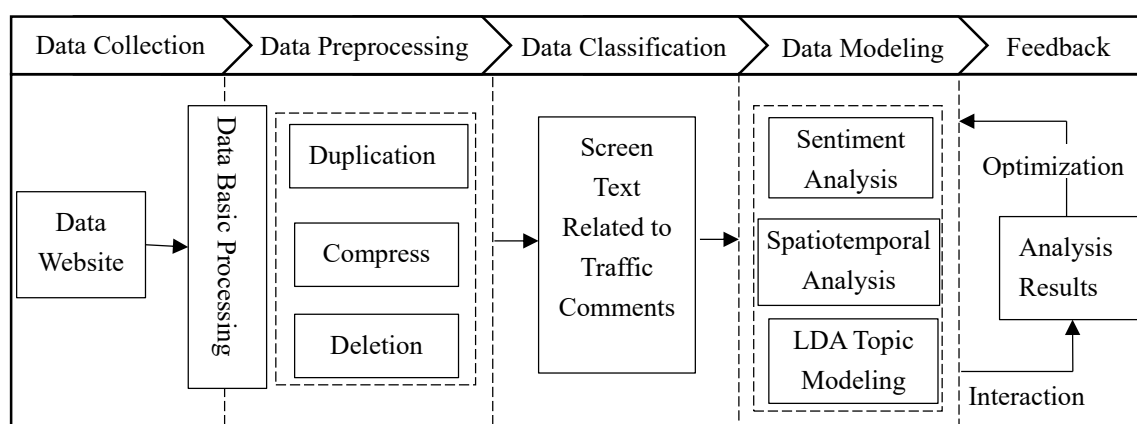 Data Collection
Data Preprocessing
Data Classification
Data Modeling
Feedback
Data
Website
Data Basic Processing
Duplication
Compress
Deletion
Screen
Text
Related to
Traffic
Comments
Sentiment
Analysis
Spatiotemporal
Analysis
LDA Topic
Modeling
Optimization
Analysis
Results
Interaction